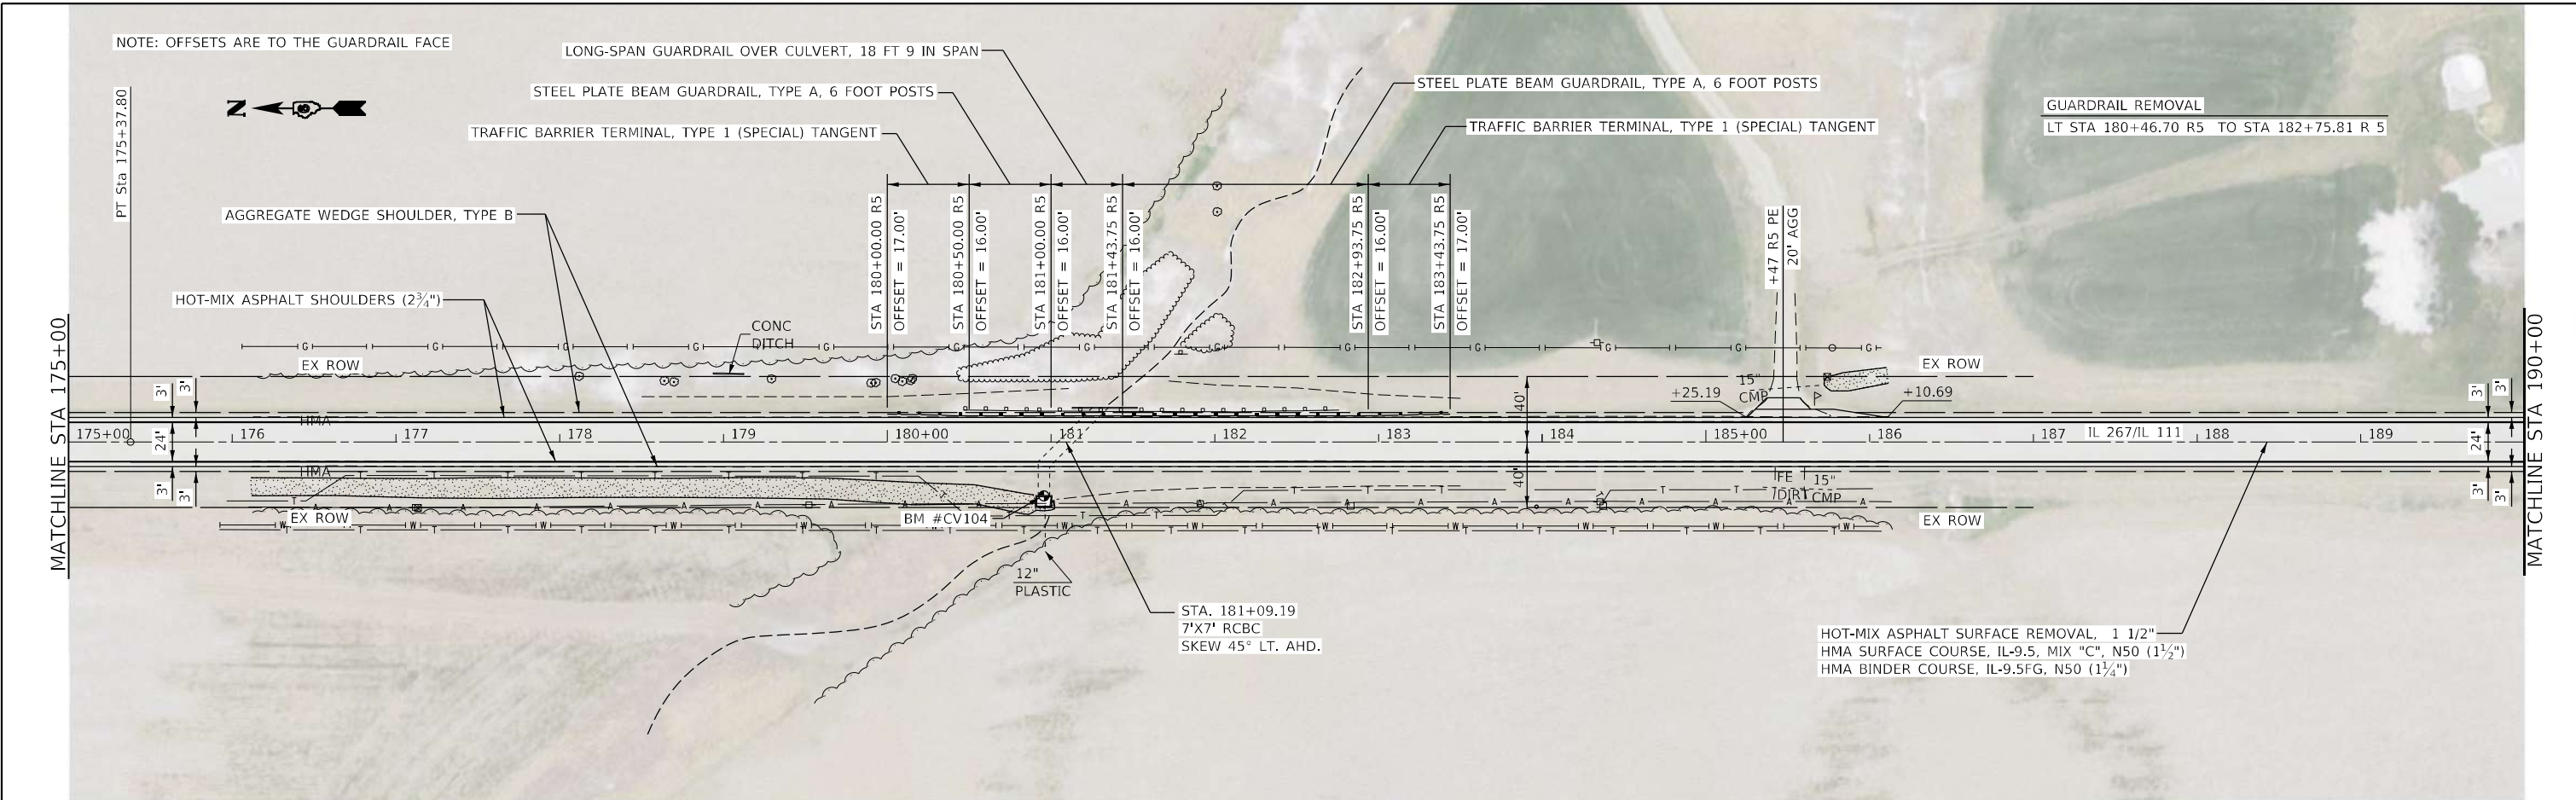 NOTE: OFFSETS ARE TO THE GUARDRAIL FACE
LONG-SPAN GUARDRAIL OVER CULVERT, 18 FT 9 IN SPAN
STEEL PLATE BEAM GUARDRAIL, TYPE A, 6 FOOT POSTS
TRAFFIC BARRIER TERMINAL, TYPE 1 (SPECIAL) TANGENT
STEEL PLATE BEAM GUARDRAIL, TYPE A, 6 FOOT POSTS
TRAFFIC BARRIER TERMINAL, TYPE 1 (SPECIAL) TANGENT
GUARDRAIL REMOVAL
LT STA 180+46.70 R5 TO STA 182+75.81 R 5
N
PT Sta 175+37.80
AGGREGATE WEDGE SHOULDER, TYPE B
HOT-MIX ASPHALT SHOULDERS (2¾")
STA 180+00.00 R5
OFFSET = 17.00'
STA 180+50.00 R5
OFFSET = 16.00'
STA 181+00.00 R5
OFFSET = 16.00'
STA 181+43.75 R5
OFFSET = 16.00'
STA 182+93.75 R5
OFFSET = 16.00'
STA 183+43.75 R5
OFFSET = 17.00'
+47 R5 PE
20' AGG
CONC
DITCH
G G G G G G G G G G G G G
EX ROW
EX ROW
MATCHLINE STA 175+00
MATCHLINE STA 190+00
3'
3'
40'
15"
CMP
+25.19
P
+10.69
3'
3'
HMA
175+00 176 177 178 179 180+00 181 182 183 184 185+00 186 187 188 189
IL 267/IL 111
24'
24'
HMA
3'
3'
40'
FE
DIRT
15"
CMP
3'
3'
T T T T T T T T T T
A A A A A A A A A A
EX ROW
BM #CV104
EX ROW
W W W W W W W W W W W W
T T T T T T T T T T T T
12"
PLASTIC
STA. 181+09.19
7'X7' RCBC
SKEW 45° LT. AHD.
HOT-MIX ASPHALT SURFACE REMOVAL, 1 1/2"
HMA SURFACE COURSE, IL-9.5, MIX "C", N50 (1½")
HMA BINDER COURSE, IL-9.5FG, N50 (1¼")